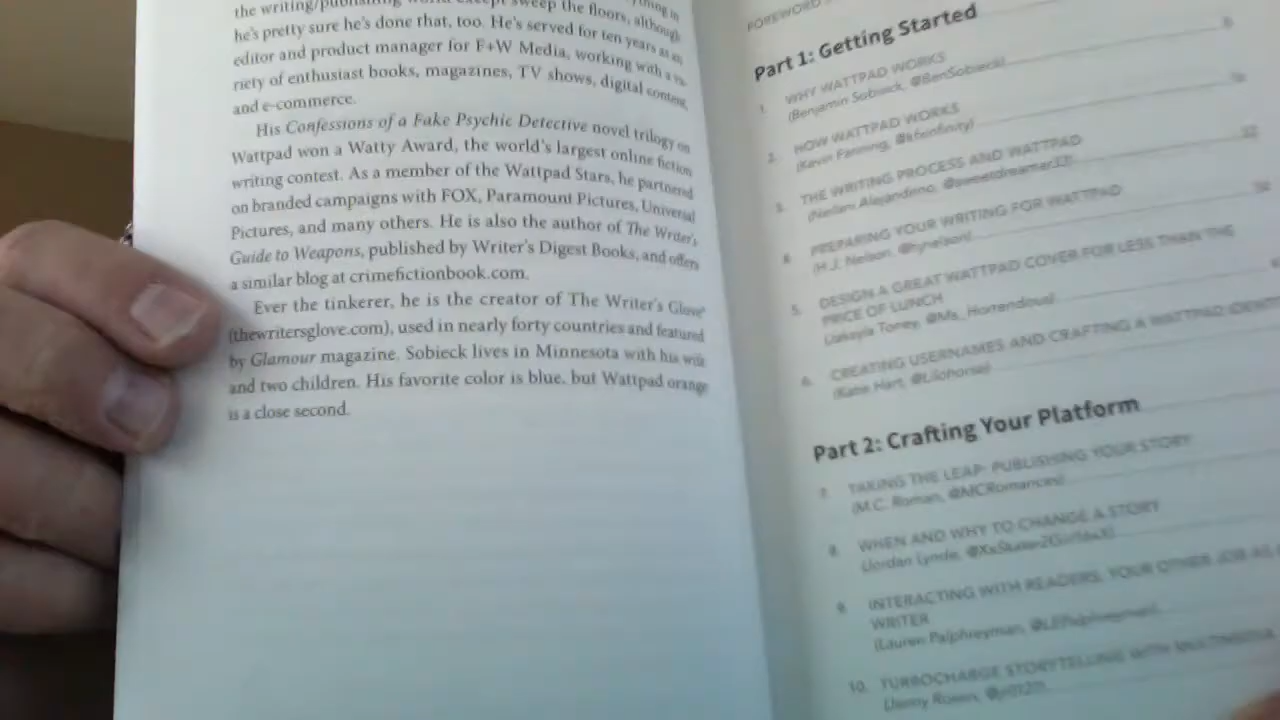 the writing/publishing world except sweep the floors, although
he's pretty sure he's done that, too. He's served for ten years as an
editor and product manager for F+W Media, working with a va-
riety of enthusiast books, magazines, TV shows, digital content,
and e-commerce.
His Confessions of a Fake Psychic Detective novel trilogy on
Wattpad won a Watty Award, the world's largest online fiction
writing contest. As a member of the Wattpad Stars, he partnered
on branded campaigns with FOX, Paramount Pictures, Universal
Pictures, and many others. He is also the author of The Writer's
Guide to Weapons, published by Writer's Digest Books, and offers
a similar blog at crimefictionbook.com.
Ever the tinkerer, he is the creator of The Writer's Glove®
(thewritersglove.com), used in nearly forty countries and featured
by Glamour magazine. Sobieck lives in Minnesota with his wife
and two children. His favorite color is blue, but Wattpad orange
is a close second.
FOREWORD
Part 1: Getting Started
1. WHY WATTPAD WORKS
(Benjamin Sobieck, @BenSobieck)
2. HOW WATTPAD WORKS
(Kevin Fanning,
3. THE WRITING PROCESS AND WATTPAD
(Neilani Alejandrino, @sweetdreamer33)
4. PREPARING YOUR WRITING FOR WATTPAD
(H.J. Nelson, @hjnelson)
5. DESIGN A GREAT WATTPAD COVER FOR LESS THAN THE
PRICE OF LUNCH
Torrey, @Ms_Horrendous)
6. CREATING USERNAMES AND CRAFTING A WATTPAD
(Katie Hart,
Part 2: Crafting Your Platform
7. TAKING THE LEAP: PUBLISHING YOUR STORY
(M.C. Roman, @MCRomances)
8. WHEN AND WHY TO CHANGE A STORY
(Jordan Lynde,
9. INTERACTING WITH READERS, YOUR OTHER JOB AS
WRITER
(Lauren Palphreyman, @LEPalphreyman)
10. TURBOCHARGE STORYTELLING WITH MULTIMEDIA